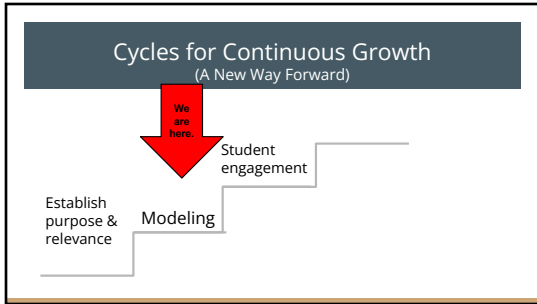 Cycles for Continuous Growth
(A New Way Forward)
We
are
here.
Student
engagement
Establish
purpose &
relevance
Modeling